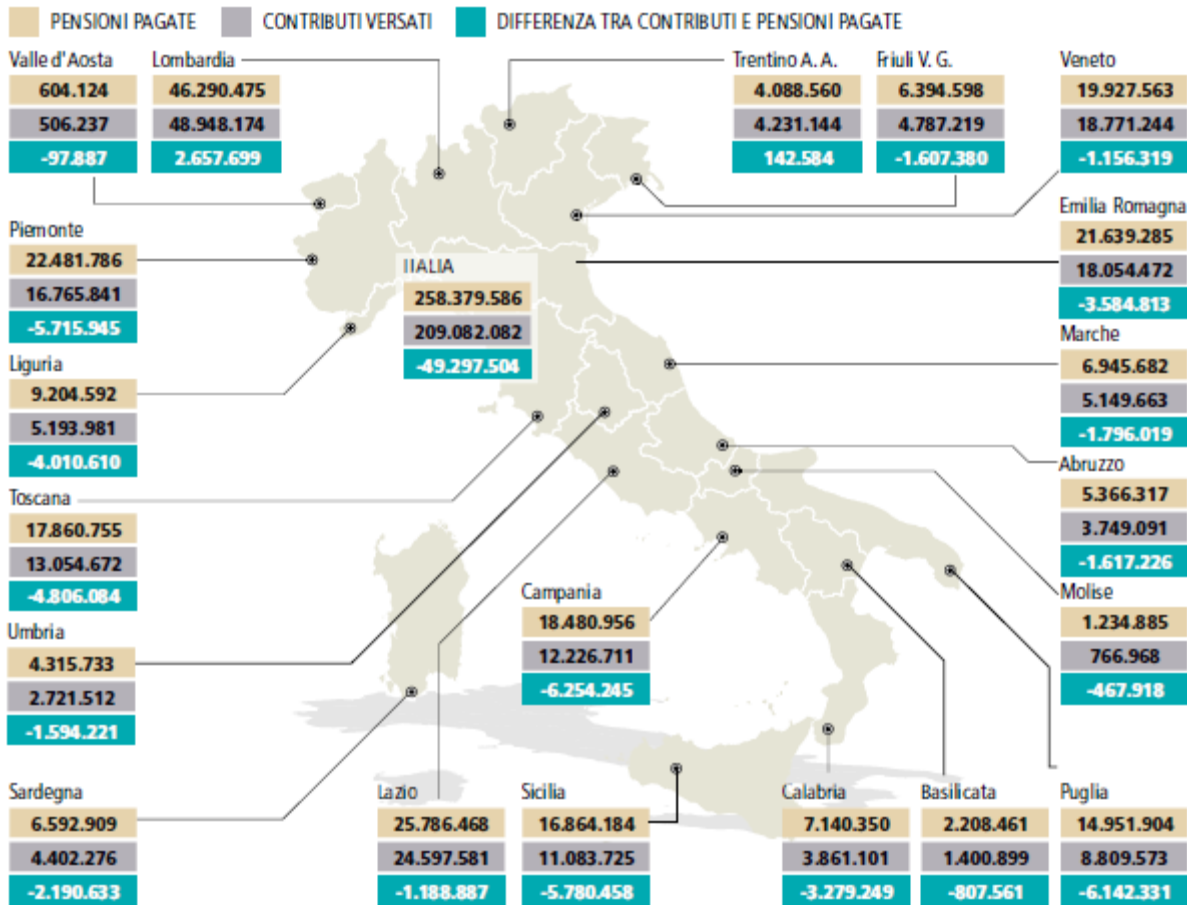 PENSIONI PAGATE CONTRIBUTI VERSATI DIFFERENZA TRA CONTRIBUTI E PENSIONI PAGATE
Valle d'Aosta
604.124
506.237
-97.887
Lombardia
46.290.475
48.948.174
2.657.699
Trentino A. A.
4.088.560
4.231.144
142.584
Friuli V. G.
6.394.598
4.787.219
-1.607.380
Veneto
19.927.563
18.771.244
-1.156.319
Piemonte
22.481.786
16.765.841
-5.715.945
ITALIA
258.379.586
209.082.082
-49.297.504
Emilia Romagna
21.639.285
18.054.472
-3.584.813
Liguria
9.204.592
5.193.981
-4.010.610
Marche
6.945.682
5.149.663
-1.796.019
Toscana
17.860.755
13.054.672
-4.806.084
Abruzzo
5.366.317
3.749.091
-1.617.226
Umbria
4.315.733
2.721.512
-1.594.221
Campania
18.480.956
12.226.711
-6.254.245
Molise
1.234.885
766.968
-467.918
Sardegna
6.592.909
4.402.276
-2.190.633
Lazio
25.786.468
24.597.581
-1.188.887
Sicilia
16.864.184
11.083.725
-5.780.458
Calabria
7.140.350
3.861.101
-3.279.249
Basilicata
2.208.461
1.400.899
-807.561
Puglia
14.951.904
8.809.573
-6.142.331